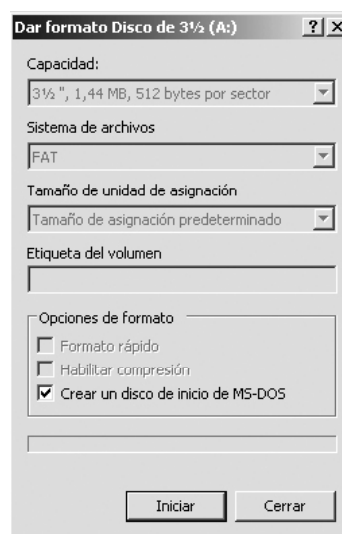 Dar formato Disco de 3½ (A:)
Capacidad:
3½ ", 1,44 MB, 512 bytes por sector
Sistema de archivos
FAT
Tamaño de unidad de asignación
Tamaño de asignación predeterminado
Etiqueta del volumen
Opciones de formato
Formato rápido
Habilitar compresión
Crear un disco de inicio de MS-DOS
Iniciar Cerrar